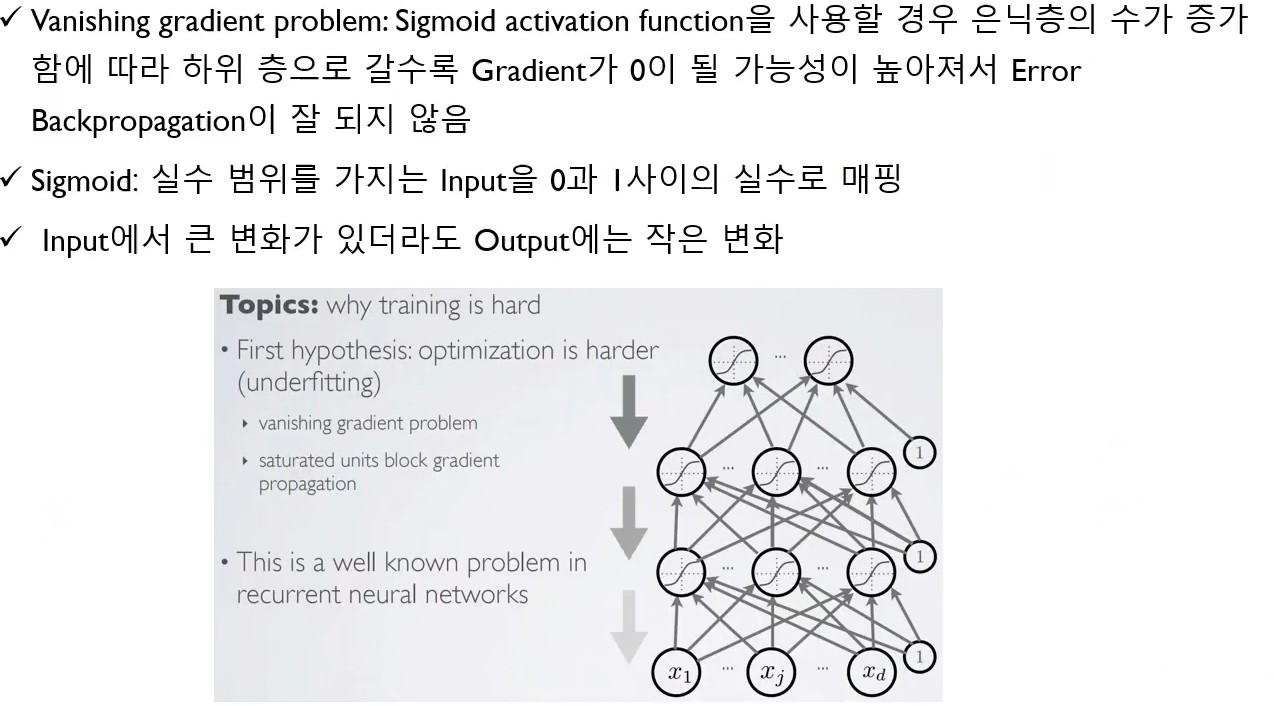 ✓ Vanishing gradient problem: Sigmoid activation function을 사용할 경우 은닉층의 수가 증가
함에 따라 하위 층으로 갈수록 Gradient가 0이 될 가능성이 높아져서 Error
Backpropagation이 잘 되지 않음
✓ Sigmoid: 실수 범위를 가지는 Input을 0과 1사이의 실수로 매핑
✓ Input에서 큰 변화가 있더라도 Output에는 작은 변화
Topics: why training is hard
• First hypothesis: optimization is harder
(underfitting)
‣ vanishing gradient problem
‣ saturated units block gradient
propagation
• This is a well known problem in
recurrent neural networks
...
... ... 1
... ... 1
x1 ... xj ... xd 1